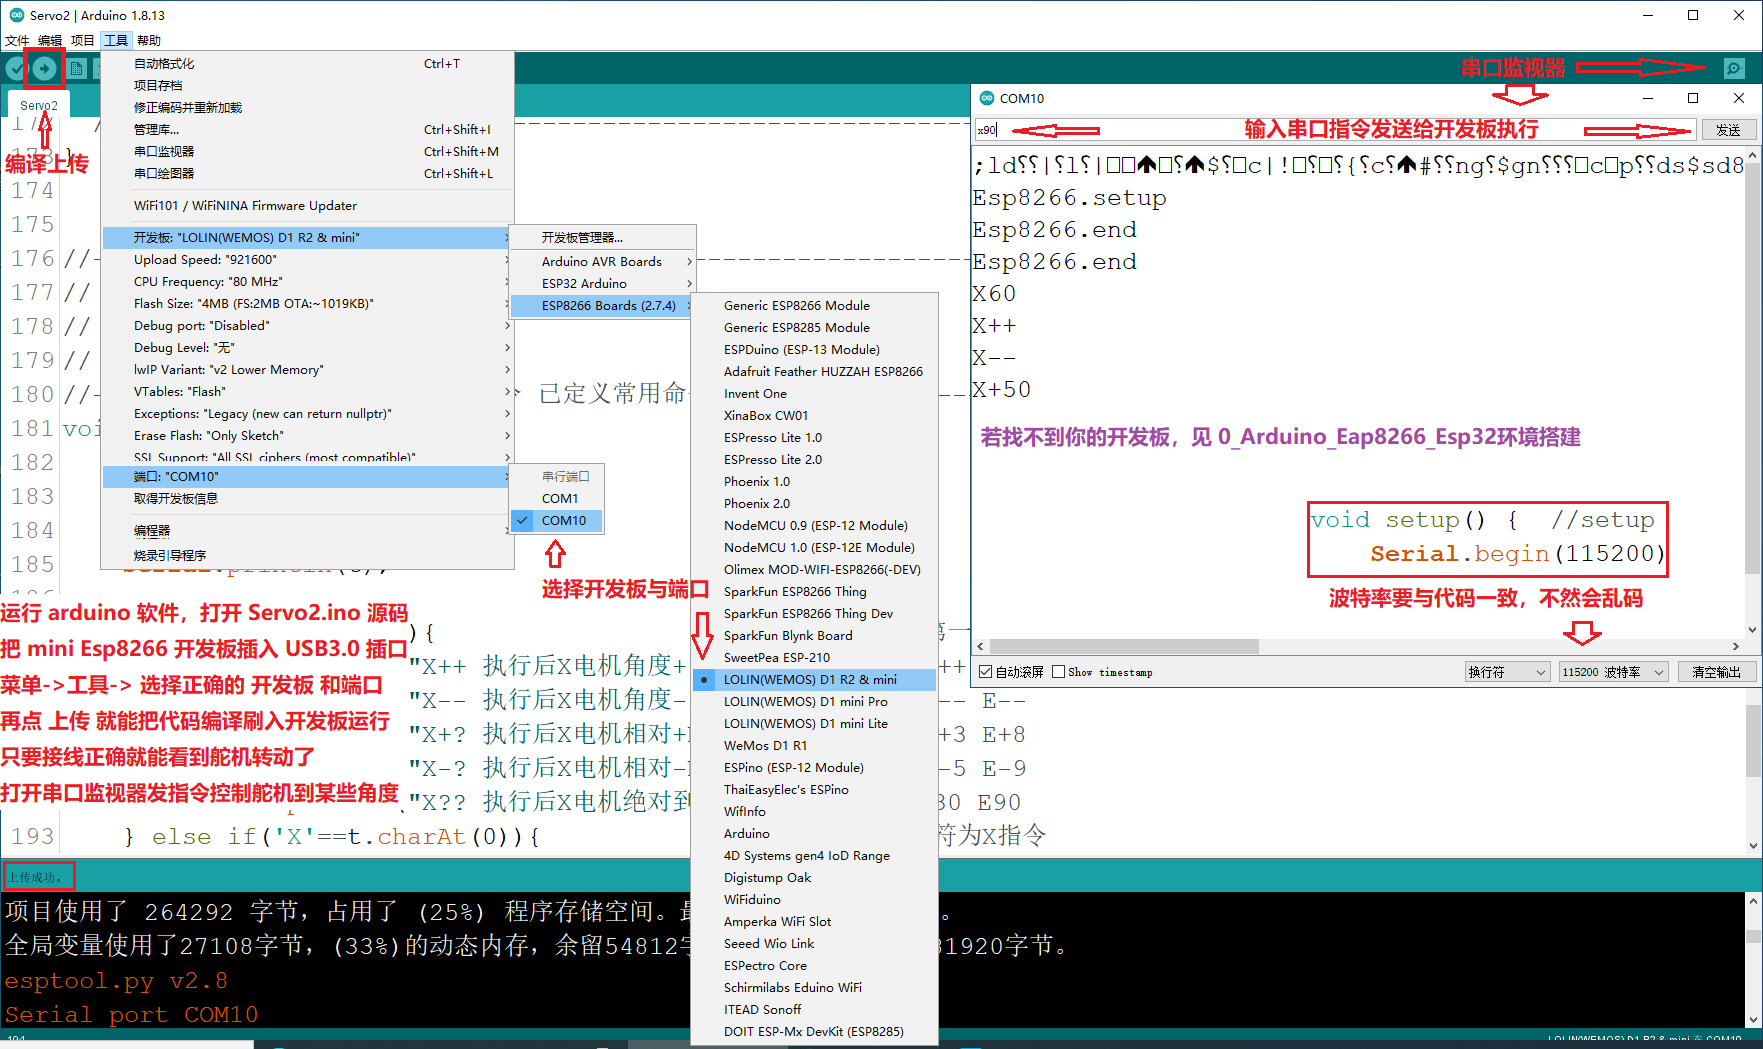 Servo2 | Arduino 1.8.13
文件 编辑 项目 工具 帮助
串口监视器
Servo2
编译上传
自动格式化 Ctrl+T
项目存档
修正编码并重新加载
管理库... Ctrl+Shift+I
串口监视器 Ctrl+Shift+M
串口绘图器 Ctrl+Shift+L
WiFi101 / WiFiNINA Firmware Updater
开发板: "LOLIN(WEMOS) D1 R2 & mini"
Upload Speed: "921600"
CPU Frequency: "80 MHz"
Flash Size: "4MB (FS:2MB OTA:~1019KB)"
Debug port: "Disabled"
Debug Level: "无"
lwIP Variant: "v2 Lower Memory"
VTables: "Flash"
Exceptions: "Legacy (new can return nullptr)"
Erase Flash: "Only Sketch"
SSL Support: "All SSL ciphers (most compatible)"
端口: "COM10"
取得开发板信息
编程器
烧录引导程序
开发板管理器...
Arduino AVR Boards
ESP32 Arduino
ESP8266 Boards (2.7.4)
串行端口
COM1
COM10
选择开发板与端口
Generic ESP8266 Module
Generic ESP8285 Module
ESPDuino (ESP-13 Module)
Adafruit Feather HUZZAH ESP8266
Invent One
XinaBox CW01
ESPresso Lite 1.0
ESPresso Lite 2.0
Phoenix 1.0
Phoenix 2.0
NodeMCU 0.9 (ESP-12 Module)
NodeMCU 1.0 (ESP-12E Module)
Olimex MOD-WIFI-ESP8266(-DEV)
SparkFun ESP8266 Thing
SparkFun ESP8266 Thing Dev
SparkFun Blynk Board
SweetPea ESP-210
LOLIN(WEMOS) D1 R2 & mini
LOLIN(WEMOS) D1 mini Pro
LOLIN(WEMOS) D1 mini Lite
WeMos D1 R1
ESPino (ESP-12 Module)
ThaiEasyElec's ESPino
WifInfo
Arduino
4D Systems gen4 IoD Range
Digistump Oak
WiFiduino
Amperka WiFi Slot
Seeed Wio Link
ESPectro Core
Schirmilabs Eduino WiFi
ITEAD Sonoff
DOIT ESP-Mx DevKit (ESP8285)
COM10
x90
输入串口指令发送给开发板执行
发送
Esp8266.setup
Esp8266.end
Esp8266.end
X60
X++
X--
X+50
若找不到你的开发板，见 0_Arduino_Eap8266_Esp32环境搭建
void setup() { //setup
Serial.begin(115200)
波特率要与代码一致，不然会乱码
自动滚屏 Show timestamp 换行符 115200 波特率 清空输出
174
175
176 //
177 //
178 //
179 //
180 //- 已定义常用命
181 voi
182
183
184
185
运行 arduino 软件，打开 Servo2.ino 源码
把 mini Esp8266 开发板插入 USB3.0 插口
菜单->工具-> 选择正确的 开发板 和端口
再点 上传 就能把代码编译刷入开发板运行
只要接线正确就能看到舵机转动了
打开串口监视器发指令控制舵机到某些角度
){
"X++ 执行后X电机角度+ ++
"X-- 执行后X电机角度- -- E--
"X+? 执行后X电机相对+ +3 E+8
"X-? 执行后X电机相对- -5 E-9
"X?? 执行后X电机绝对到 30 E90
193 } else if('X'==t.charAt(0)){ 符为X指令
上传成功。
项目使用了 264292 字节，占用了 (25%) 程序存储空间。
全局变量使用了27108字节，(33%)的动态内存，余留54812 81920字节。
esptool.py v2.8
Serial port COM10
LOLIN(WEMOS) D1 R2 & mini 在 COM10